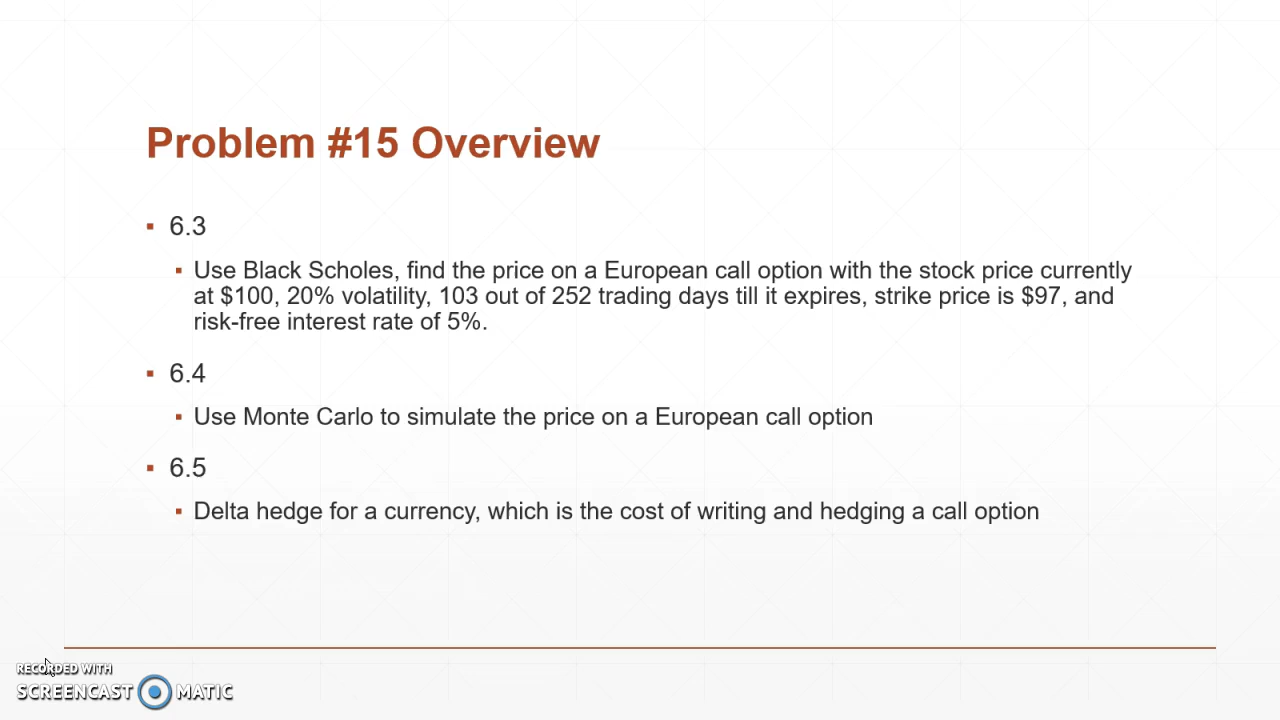 Problem #15 Overview
6.3
Use Black Scholes, find the price on a European call option with the stock price currently
at $100, 20% volatility, 103 out of 252 trading days till it expires, strike price is $97, and
risk-free interest rate of 5%.
6.4
Use Monte Carlo to simulate the price on a European call option
6.5
Delta hedge for a currency, which is the cost of writing and hedging a call option
RECORDED WITH
SCREENCAST MATIC